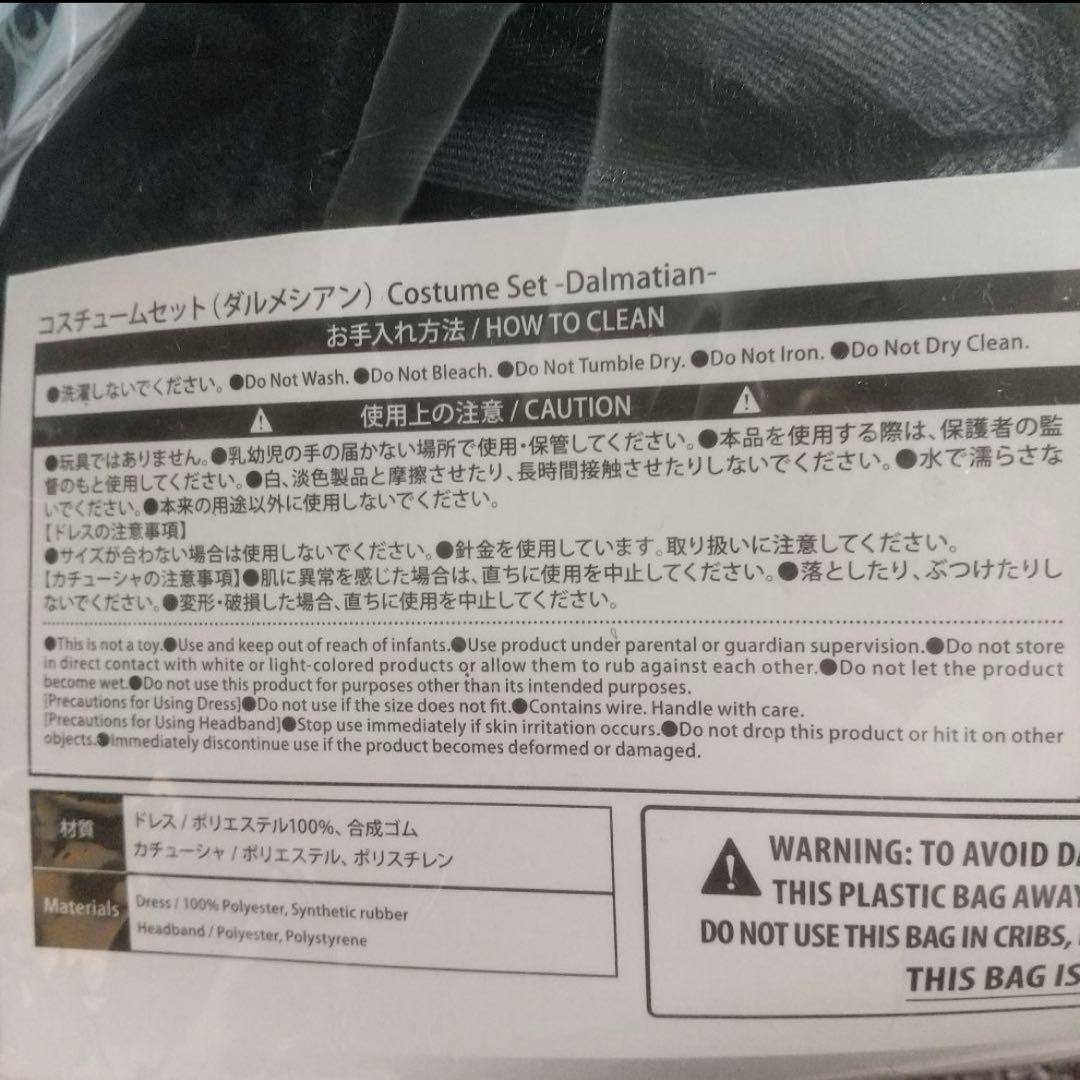 コスチュームセット(ダルメシアン) Costume Set -Dalmatian-
お手入れ方法 / HOW TO CLEAN
●洗濯しないでください。●Do Not Wash. ●Do Not Bleach. ●Do Not Tumble Dry. ●Do Not Iron. ●Do Not Dry Clean.
使用上の注意 / CAUTION
●玩具ではありません。●乳幼児の手の届かない場所で使用・保管してください。●本品を使用する際は、保護者の監
督のもと使用してください。●白、淡色製品と摩擦させたり、長時間接触させたりしないでください。●水で濡らさな
いでください。●本来の用途以外に使用しないでください。
【ドレスの注意事項】
●サイズが合わない場合は使用しないでください。●針金を使用しています。取り扱いに注意してください。
【カチューシャの注意事項】●肌に異常を感じた場合は、直ちに使用を中止してください。●落としたり、ぶつけたりし
ないでください。●変形・破損した場合、直ちに使用を中止してください。
●This is not a toy.●Use and keep out of reach of infants.●Use product under parental or guardian supervision.●Do not store
in direct contact with white or light-colored products or allow them to rub against each other.●Do not let the product
become wet.●Do not use this product for purposes other than its intended purposes.
[Precautions for Using Dress]●Do not use if the size does not fit.●Contains wire. Handle with care.
[Precautions for Using Headband]●Stop use immediately if skin irritation occurs.●Do not drop this product or hit it on other
objects.●Immediately discontinue use if the product becomes deformed or damaged.
材質
ドレス / ポリエステル100%、合成ゴム
カチューシャ / ポリエステル、ポリスチレン
Materials
Dress / 100% Polyester, Synthetic rubber
Headband / Polyester, Polystyrene
WARNING: TO AVOID DA
THIS PLASTIC BAG AWAY
DO NOT USE THIS BAG IN CRIBS,
THIS BAG IS